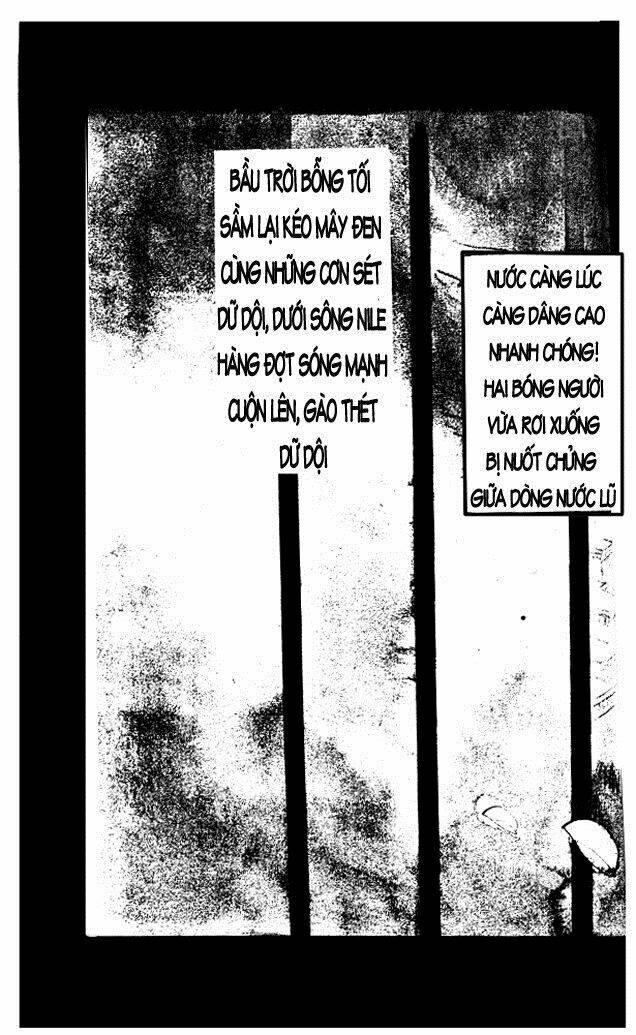 BẦU TRỜI BỖNG TỐI
SẦM LẠI KÉO MÂY ĐEN
CÙNG NHỮNG CƠN SÉT
DỮ DỘI, DƯỚI SÔNG NILE
HÀNG ĐỢT SÓNG MẠNH
CUỘN LÊN, GÀO THÉT
DỮ DỘI
NƯỚC CÀNG LÚC
CÀNG DÂNG CAO
NHANH CHÓNG!
HAI BÓNG NGƯỜI
VỪA RƠI XUỐNG
BỊ NUỐT CHỬNG
GIỮA DÒNG NƯỚC LŨ